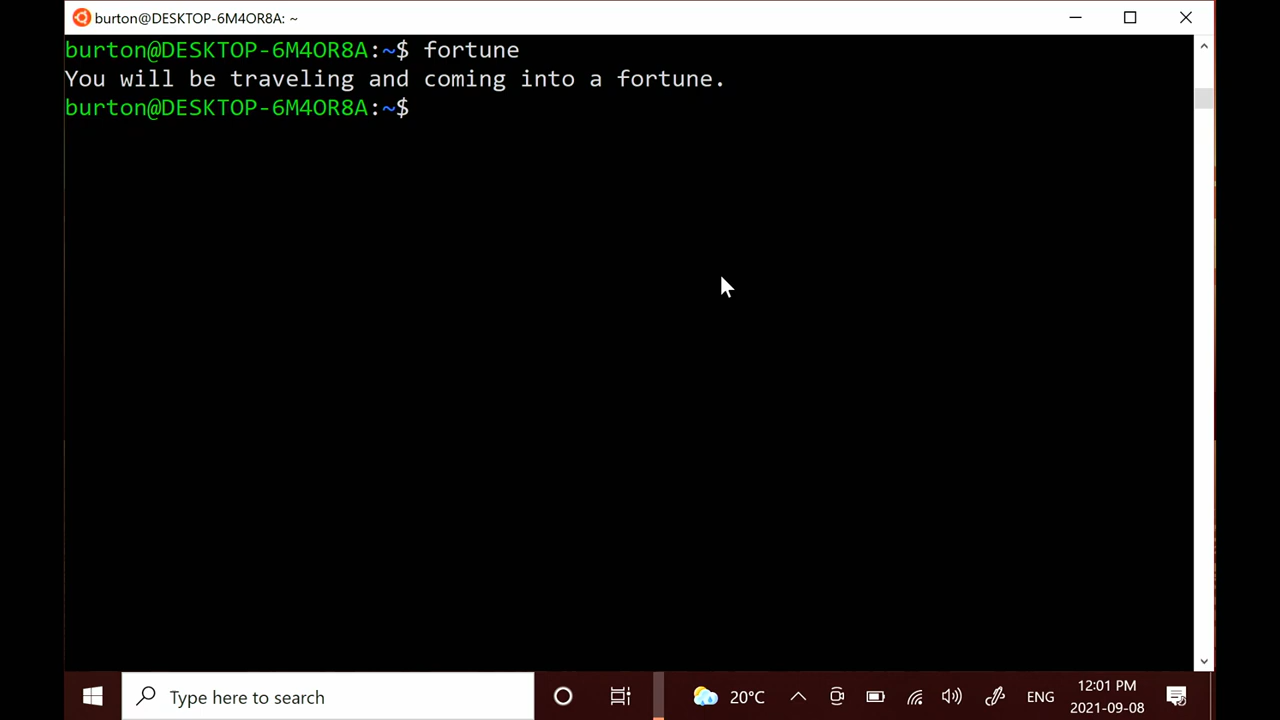 burton@DESKTOP-6M4OR8A: ~
burton@DESKTOP-6M4OR8A:~$ fortune
You will be traveling and coming into a fortune.
burton@DESKTOP-6M4OR8A:~$
Type here to search
20°C
ENG
12:01 PM
2021-09-08